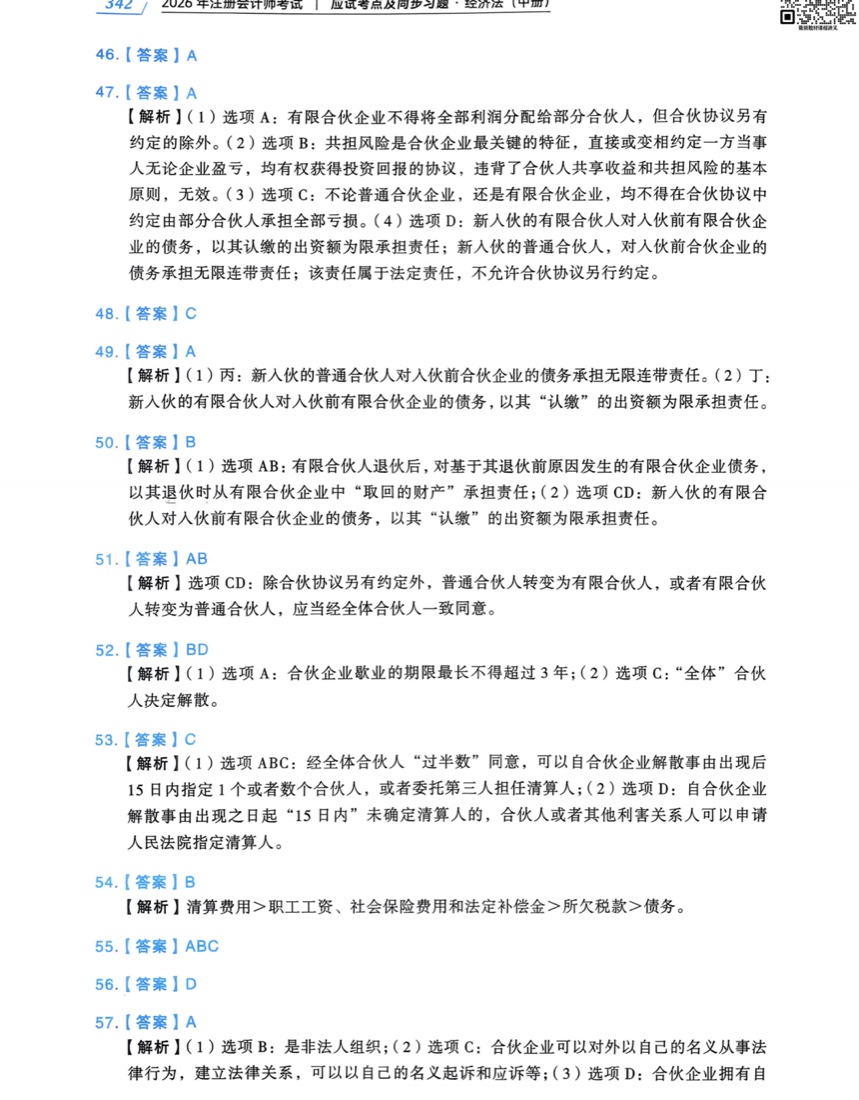 342 2026 年注册会计师考试 | 应试考点及同步习题·经济法（中册）
46.【答案】A
47.【答案】A
【解析】（1）选项 A：有限合伙企业不得将全部利润分配给部分合伙人，但合伙协议另有
约定的除外。（2）选项 B：共担风险是合伙企业最关键的特征，直接或变相约定一方当事
人无论企业盈亏，均有权获得投资回报的协议，违背了合伙人共享收益和共担风险的基本
原则，无效。（3）选项 C：不论普通合伙企业，还是有限合伙企业，均不得在合伙协议中
约定由部分合伙人承担全部亏损。（4）选项 D：新入伙的有限合伙人对入伙前有限合伙企
业的债务，以其认缴的出资额为限承担责任；新入伙的普通合伙人，对入伙前合伙企业的
债务承担无限连带责任；该责任属于法定责任，不允许合伙协议另行约定。
48.【答案】C
49.【答案】A
【解析】（1）丙：新入伙的普通合伙人对入伙前合伙企业的债务承担无限连带责任。（2）丁：
新入伙的有限合伙人对入伙前有限合伙企业的债务，以其“认缴”的出资额为限承担责任。
50.【答案】B
【解析】（1）选项 AB：有限合伙人退伙后，对基于其退伙前原因发生的有限合伙企业债务，
以其退伙时从有限合伙企业中“取回的财产”承担责任；（2）选项 CD：新入伙的有限合
伙人对入伙前有限合伙企业的债务，以其“认缴”的出资额为限承担责任。
51.【答案】AB
【解析】选项 CD：除合伙协议另有约定外，普通合伙人转变为有限合伙人，或者有限合伙
人转变为普通合伙人，应当经全体合伙人一致同意。
52.【答案】BD
【解析】（1）选项 A：合伙企业歇业的期限最长不得超过 3 年；（2）选项 C：“全体”合伙
人决定解散。
53.【答案】C
【解析】（1）选项 ABC：经全体合伙人“过半数”同意，可以自合伙企业解散事由出现后
15 日内指定 1 个或者数个合伙人，或者委托第三人担任清算人；（2）选项 D：自合伙企业
解散事由出现之日起“15 日内”未确定清算人的，合伙人或者其他利害关系人可以申请
人民法院指定清算人。
54.【答案】B
【解析】清算费用＞职工工资、社会保险费用和法定补偿金＞所欠税款＞债务。
55.【答案】ABC
56.【答案】D
57.【答案】A
【解析】（1）选项 B：是非法人组织；（2）选项 C：合伙企业可以对外以自己的名义从事法
律行为，建立法律关系，可以以自己的名义起诉和应诉等；（3）选项 D：合伙企业拥有自